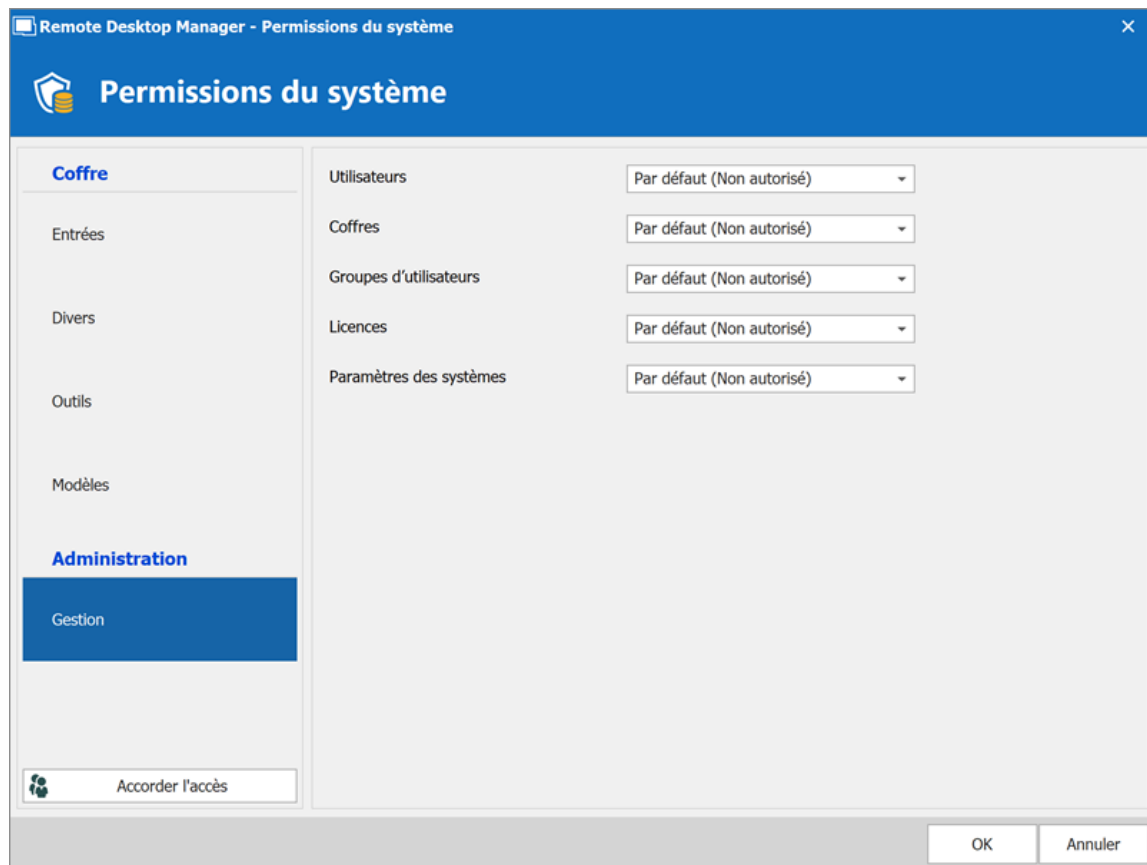 Remote Desktop Manager - Permissions du système
Permissions du système
Coffre
Entrées
Divers
Outils
Modèles
Administration
Gestion
Accorder l'accès
Utilisateurs Par défaut (Non autorisé)
Coffres Par défaut (Non autorisé)
Groupes d’utilisateurs Par défaut (Non autorisé)
Licences Par défaut (Non autorisé)
Paramètres des systèmes Par défaut (Non autorisé)
OK Annuler